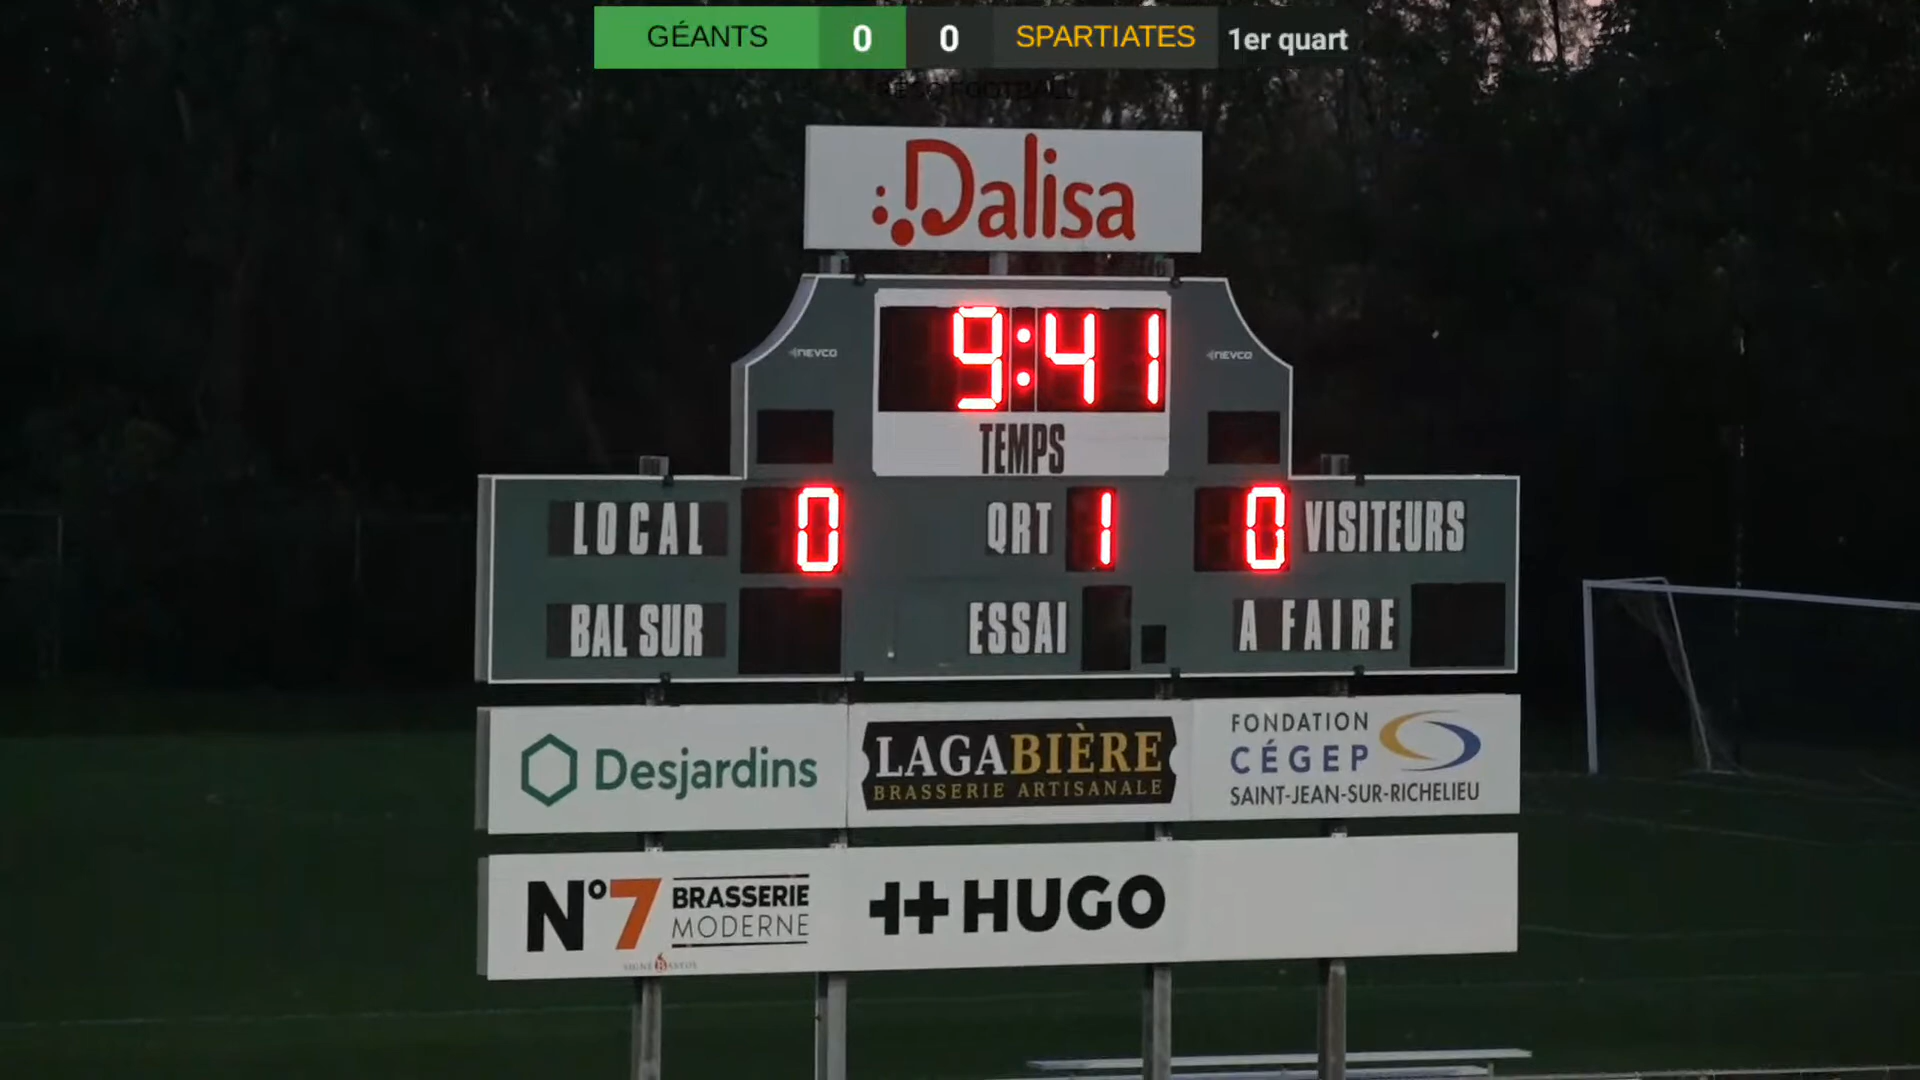 GÉANTS 0 0 SPARTIATES 1er quart
Dalisa
9:41
NEVCO NEVCO
TEMPS
LOCAL 0 QRT 1 0 VISITEURS
BAL SUR ESSAI A FAIRE
Desjardins
LAGABIÈRE
BRASSERIE ARTISANALE
FONDATION
CÉGEP
SAINT-JEAN-SUR-RICHELIEU
N°7 BRASSERIE
MODERNE
HUGO